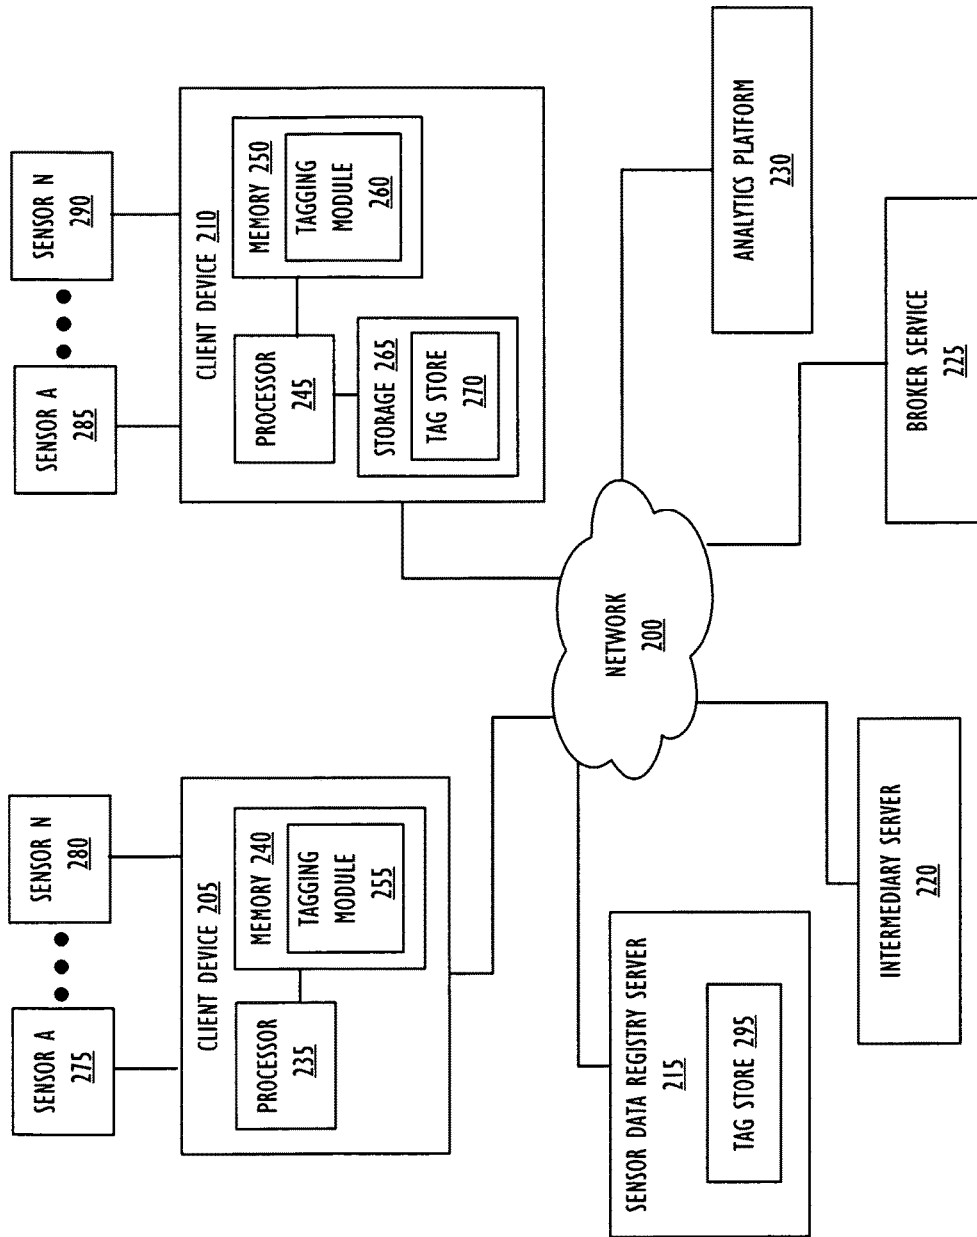 SENSOR A
275
SENSOR N
280
CLIENT DEVICE 205
PROCESSOR
235
MEMORY 240
TAGGING
MODULE
255
SENSOR A
285
SENSOR N
290
CLIENT DEVICE 210
PROCESSOR
245
MEMORY 250
TAGGING
MODULE
260
STORAGE 265
TAG STORE
270
NETWORK
200
SENSOR DATA REGISTRY SERVER
215
TAG STORE 295
INTERMEDIARY SERVER
220
BROKER SERVICE
225
ANALYTICS PLATFORM
230